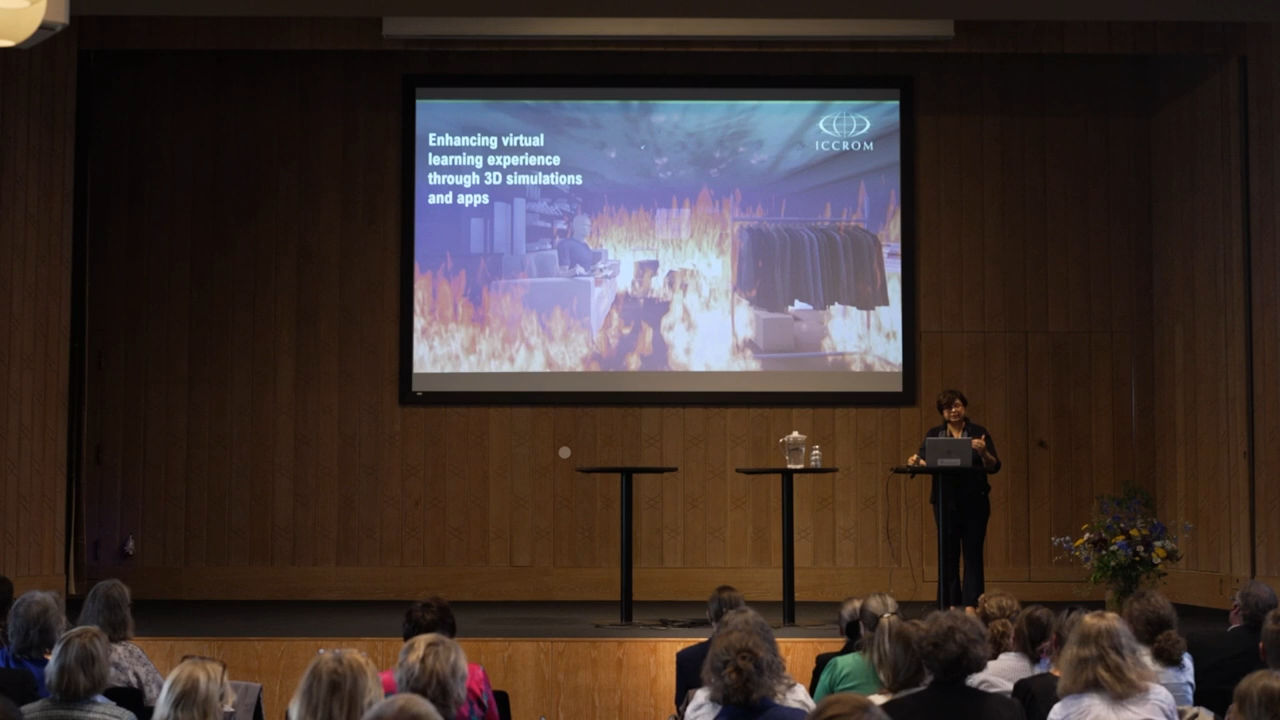 Enhancing virtual
learning experience
through 3D simulations
and apps
ICCROM